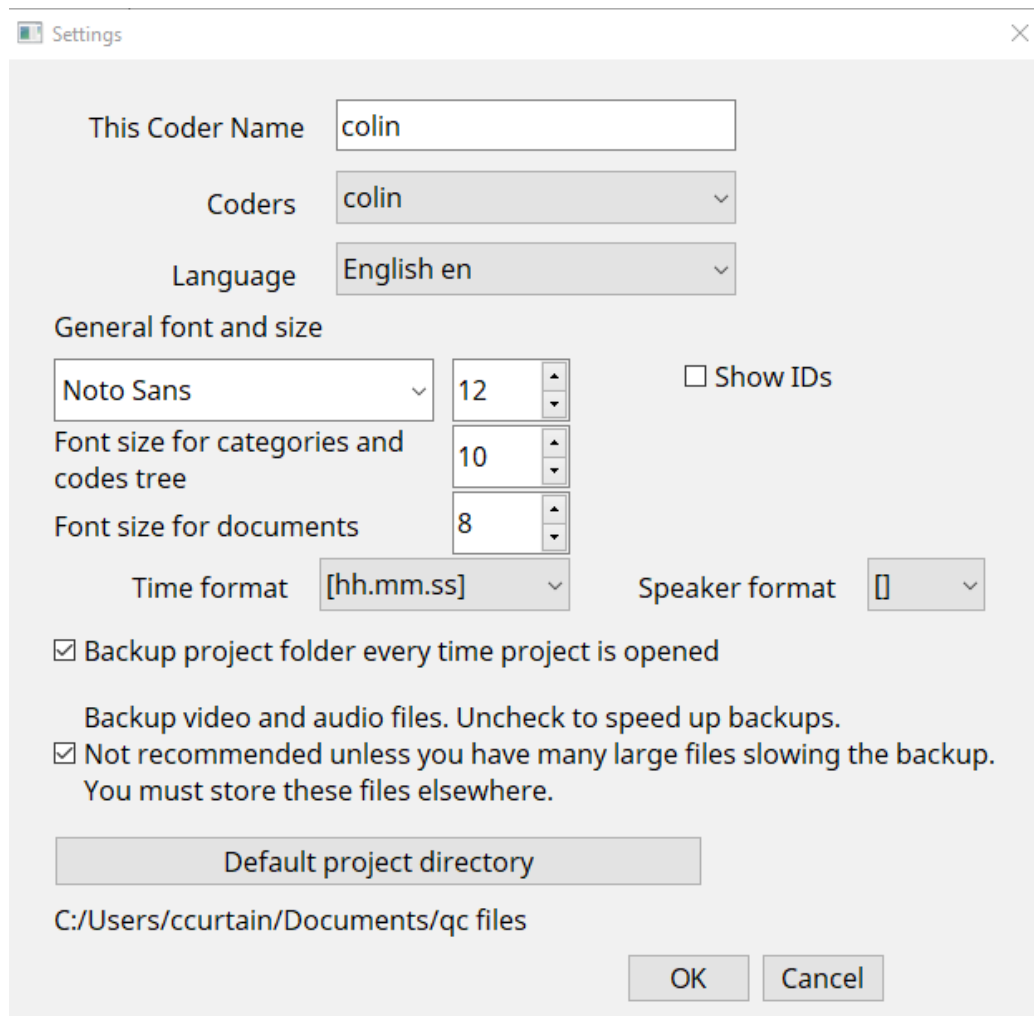 Settings
This Coder Name
colin
Coders
colin
Language
English en
General font and size
Noto Sans
12
Show IDs
Font size for categories and
codes tree
10
Font size for documents
8
Time format
[hh.mm.ss]
Speaker format
[]
Backup project folder every time project is opened
Backup video and audio files. Uncheck to speed up backups.
Not recommended unless you have many large files slowing the backup.
You must store these files elsewhere.
Default project directory
C:/Users/ccurtain/Documents/qc files
OK
Cancel